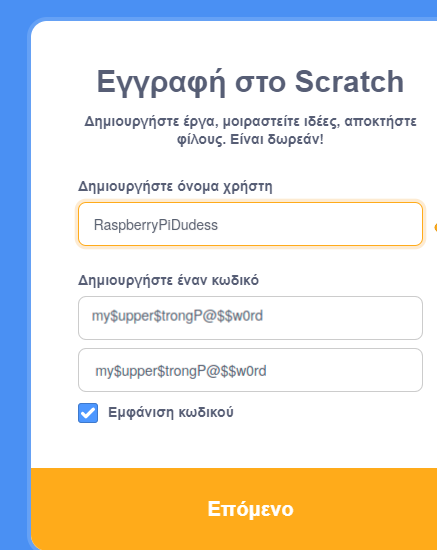 Εγγραφή στο Scratch
Δημιουργήστε έργα, μοιραστείτε ιδέες, αποκτήστε
φίλους. Είναι δωρεάν!
Δημιουργήστε όνομα χρήστη
RaspberryPiDudess
Δημιουργήστε έναν κωδικό
my$upper$trongP@$$w0rd
my$upper$trongP@$$w0rd
Εμφάνιση κωδικού
Επόμενο